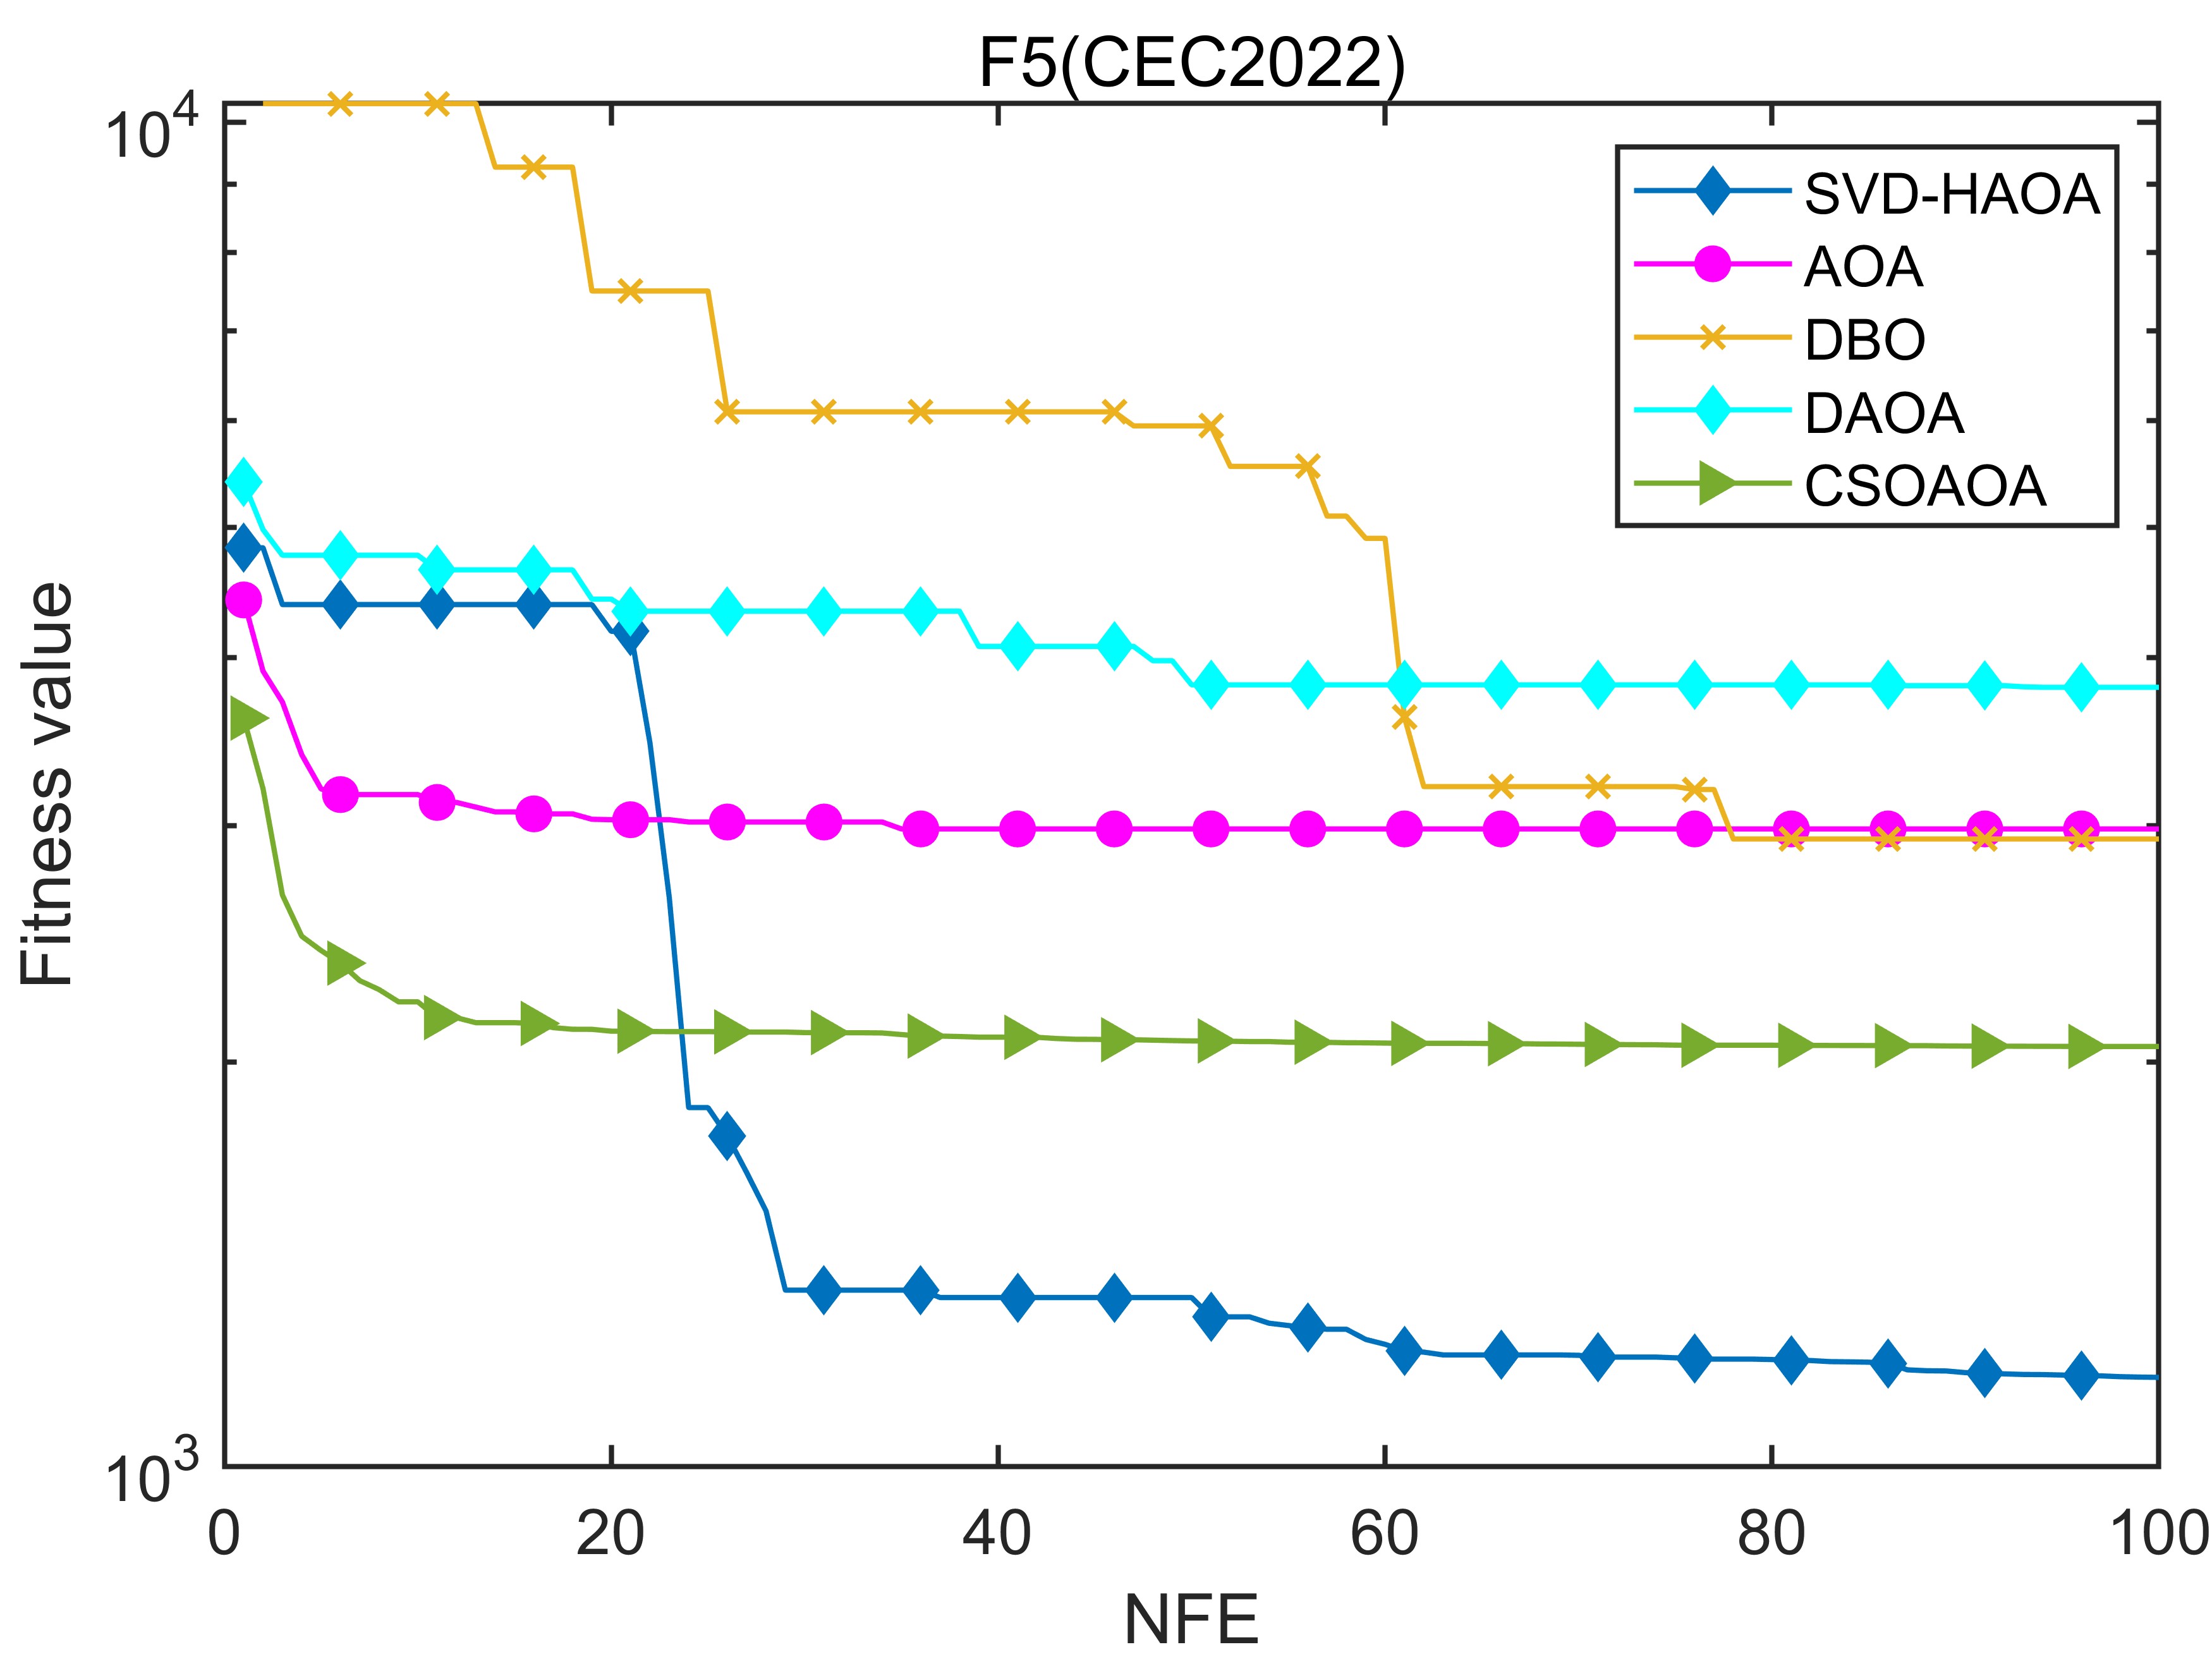 F5(CEC2022)
10^4
SVD-HAOA
AOA
DBO
DAOA
CSOAOA
Fitness value
10^3
0 20 40 60 80 100
NFE